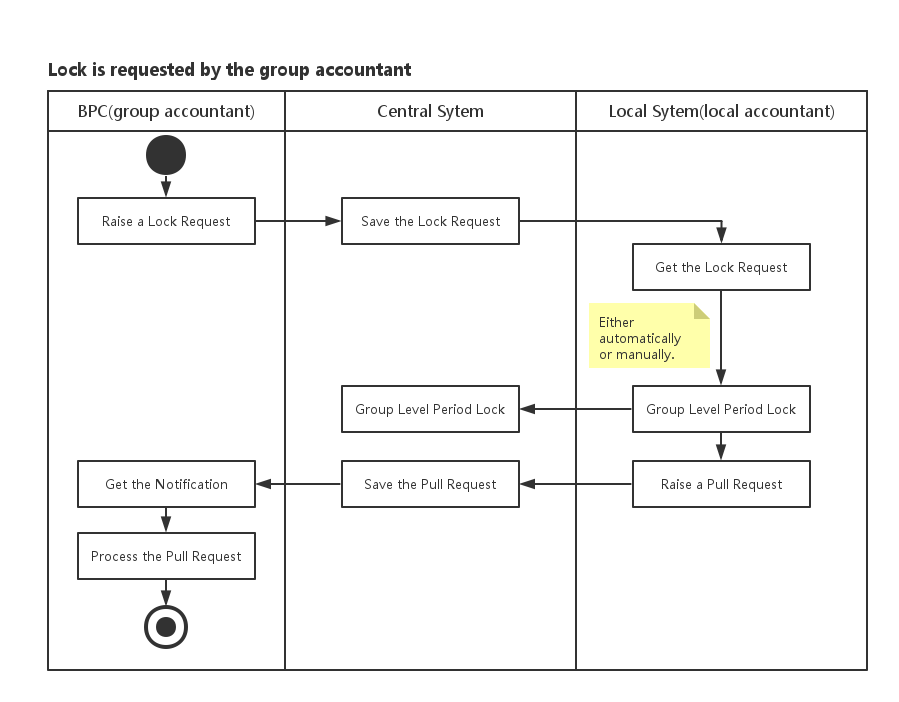 Lock is requested by the group accountant
BPC(group accountant)
Central Sytem
Local Sytem(local accountant)
Raise a Lock Request
Save the Lock Request
Get the Lock Request
Either
automatically
or manually.
Group Level Period Lock
Group Level Period Lock
Get the Notification
Save the Pull Request
Raise a Pull Request
Process the Pull Request